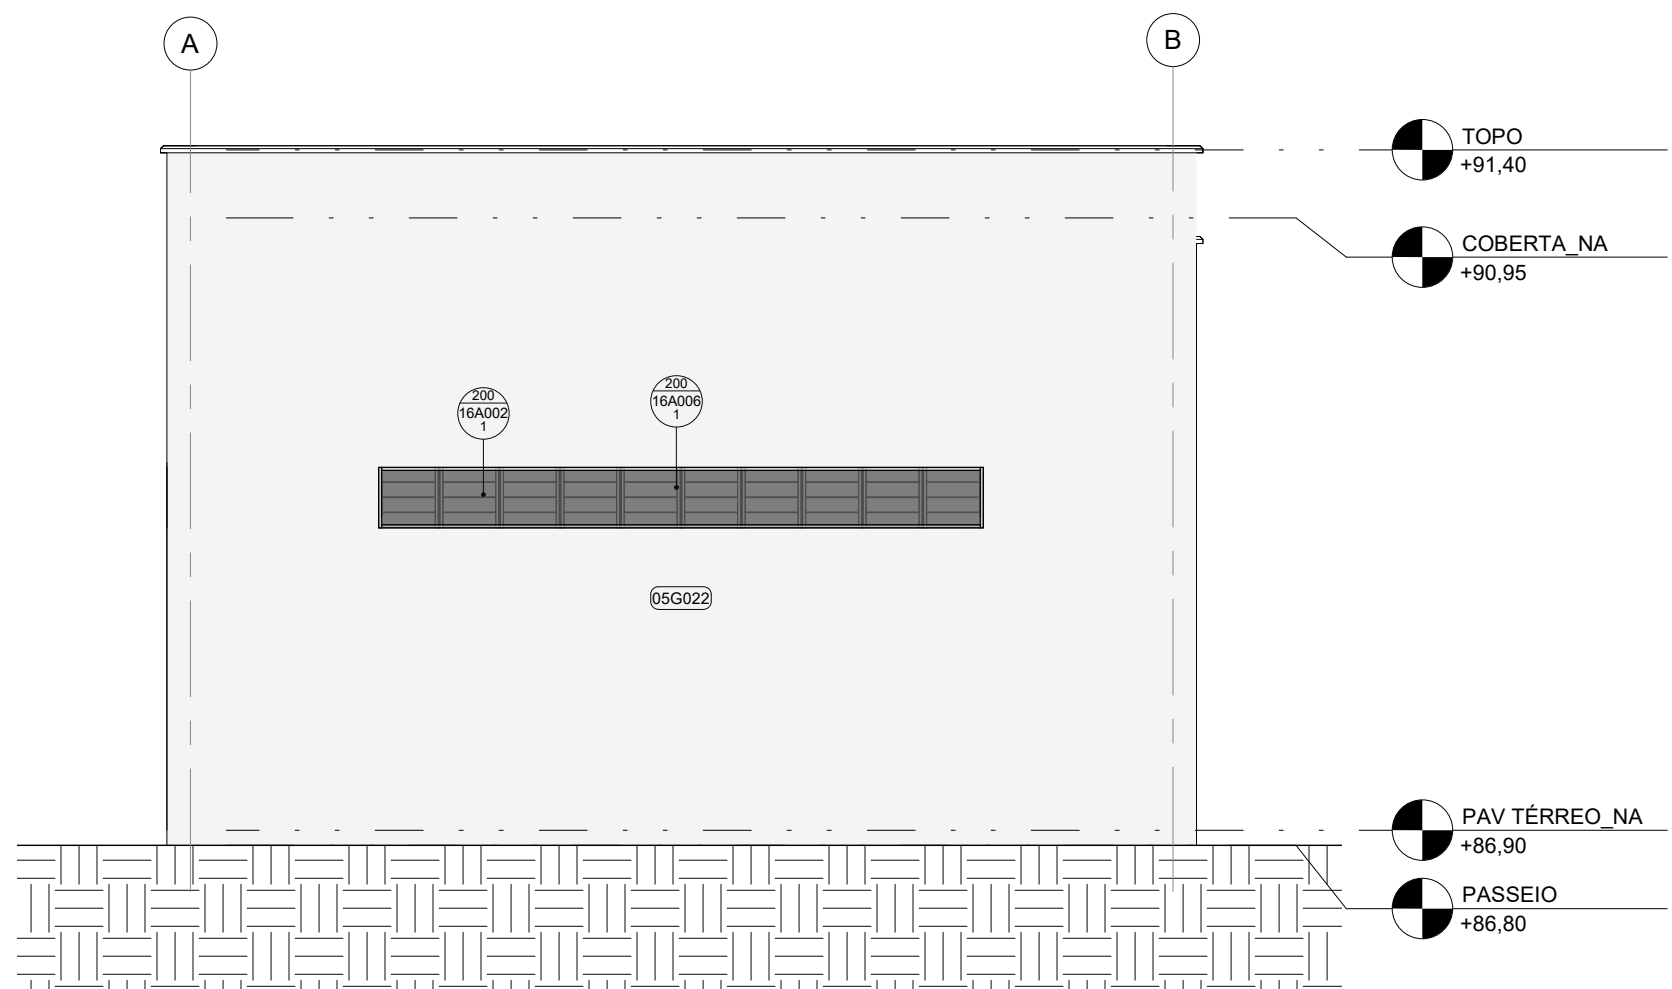 A
B
TOPO
+91,40
COBERTA_NA
+90,95
200
16A002
1
200
16A006
1
05G022
PAV TÉRREO_NA
+86,90
PASSEIO
+86,80